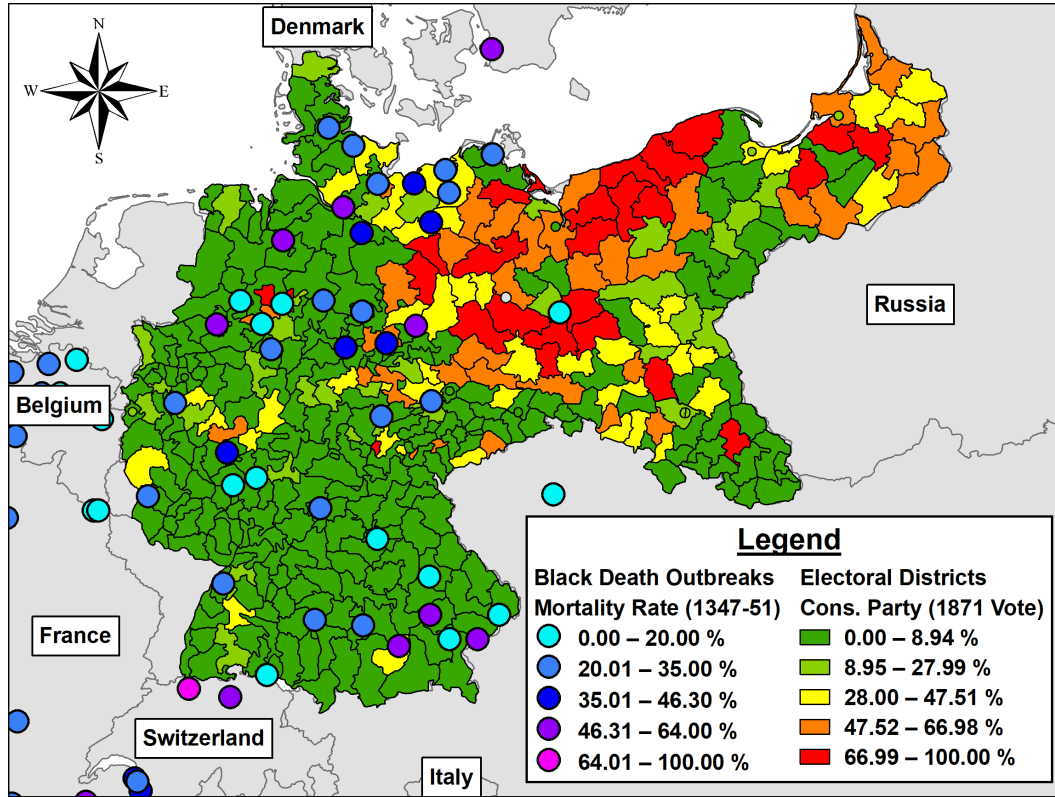 Denmark
N
W
E
S
Russia
Belgium
France
Switzerland
Italy
Legend
Black Death Outbreaks
Mortality Rate (1347-51)
0.00 – 20.00 %
20.01 – 35.00 %
35.01 – 46.30 %
46.31 – 64.00 %
64.01 – 100.00 %
Electoral Districts
Cons. Party (1871 Vote)
0.00 – 8.94 %
8.95 – 27.99 %
28.00 – 47.51 %
47.52 – 66.98 %
66.99 – 100.00 %